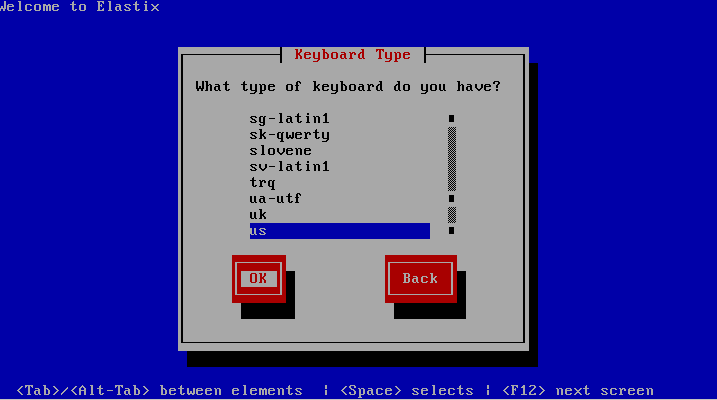 Welcome to Elastix
Keyboard Type
What type of keyboard do you have?
sg-latin1
sk-qwerty
slovene
sv-latin1
trq
ua-utf
uk
us
OK Back
<Tab>/<Alt-Tab> between elements | <Space> selects | <F12> next screen